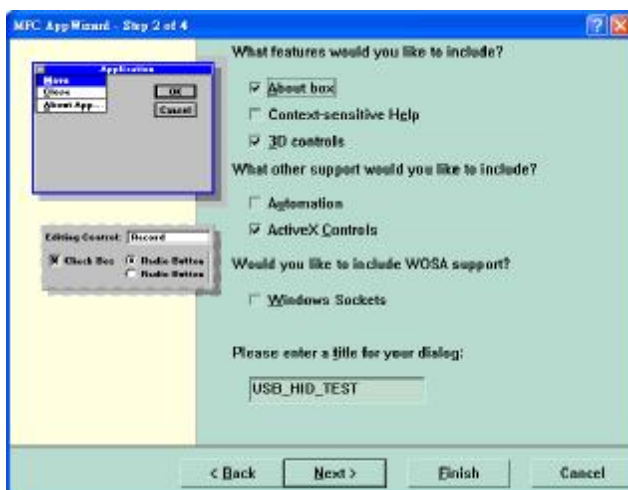 MFC AppWizard - Step 2 of 4
Application
Move
Close
About App...
OK
Cancel
Editing Control: Record
Check Box
Radio Button
Radio Button
What features would you like to include?
About box
Context-sensitive Help
3D controls
What other support would you like to include?
Automation
ActiveX Controls
Would you like to include WOSA support?
Windows Sockets
Please enter a title for your dialog:
USB_HID_TEST
< Back
Next >
Finish
Cancel